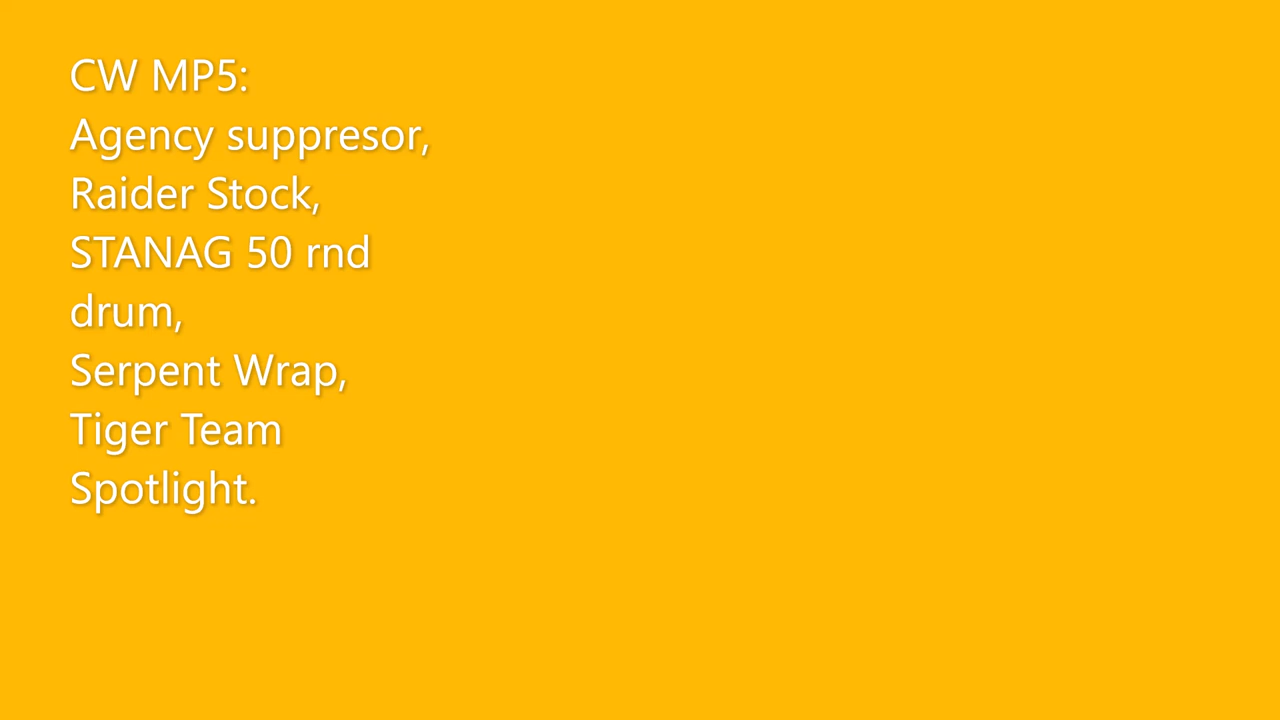 CW MP5:
Agency suppresor,
Raider Stock,
STANAG 50 rnd
drum,
Serpent Wrap,
Tiger Team
Spotlight.